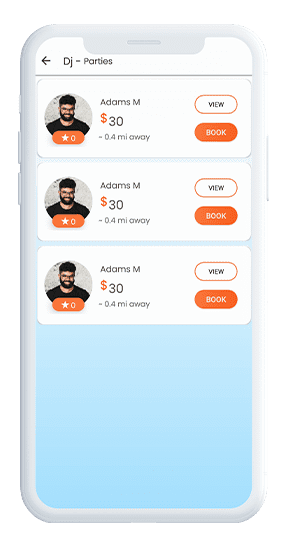 Dj - Parties
Adams M
VIEW
$30
BOOK
★ 0
~ 0.4 mi away
Adams M
VIEW
$30
BOOK
★ 0
~ 0.4 mi away
Adams M
VIEW
$30
BOOK
★ 0
~ 0.4 mi away